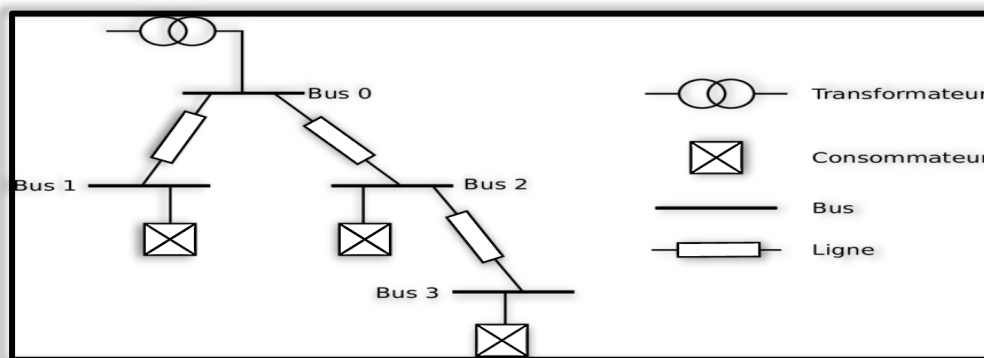 Bus 0
Bus 1
Bus 2
Bus 3
Transformateur
Consommateur
Bus
Ligne